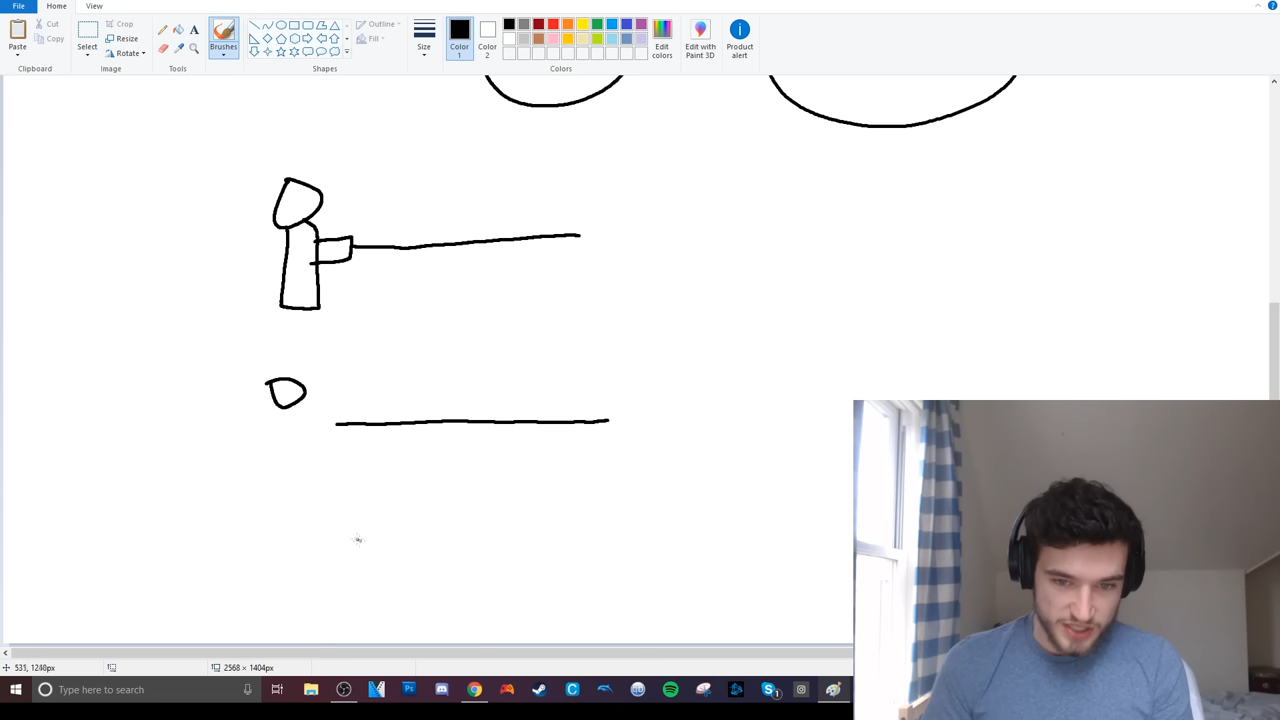 File Home View
Paste Cut Copy Select Crop Resize Rotate Brushes Outline Fill Size Color 1 Color 2 Edit colors Edit with Paint 3D Product alert
Clipboard Image Tools Shapes Colors
531, 1240px 2568 × 1404px
Type here to search